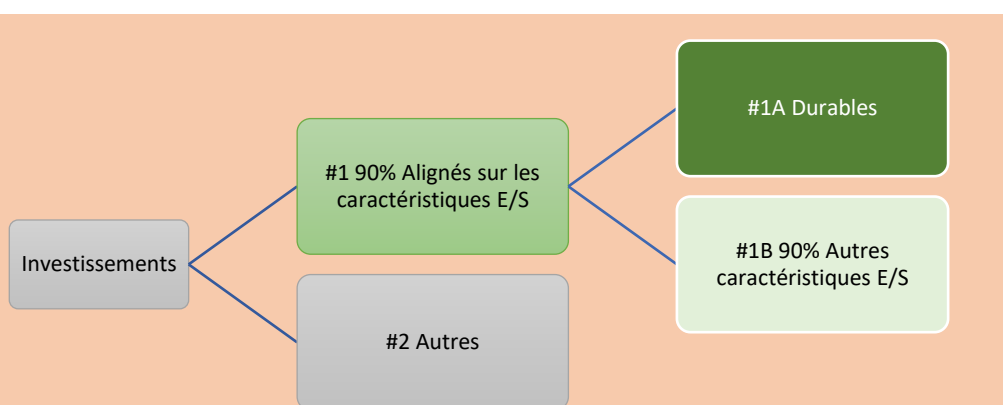 Investissements
#1 90% Alignés sur les
caractéristiques E/S
#2 Autres
#1A Durables
#1B 90% Autres
caractéristiques E/S